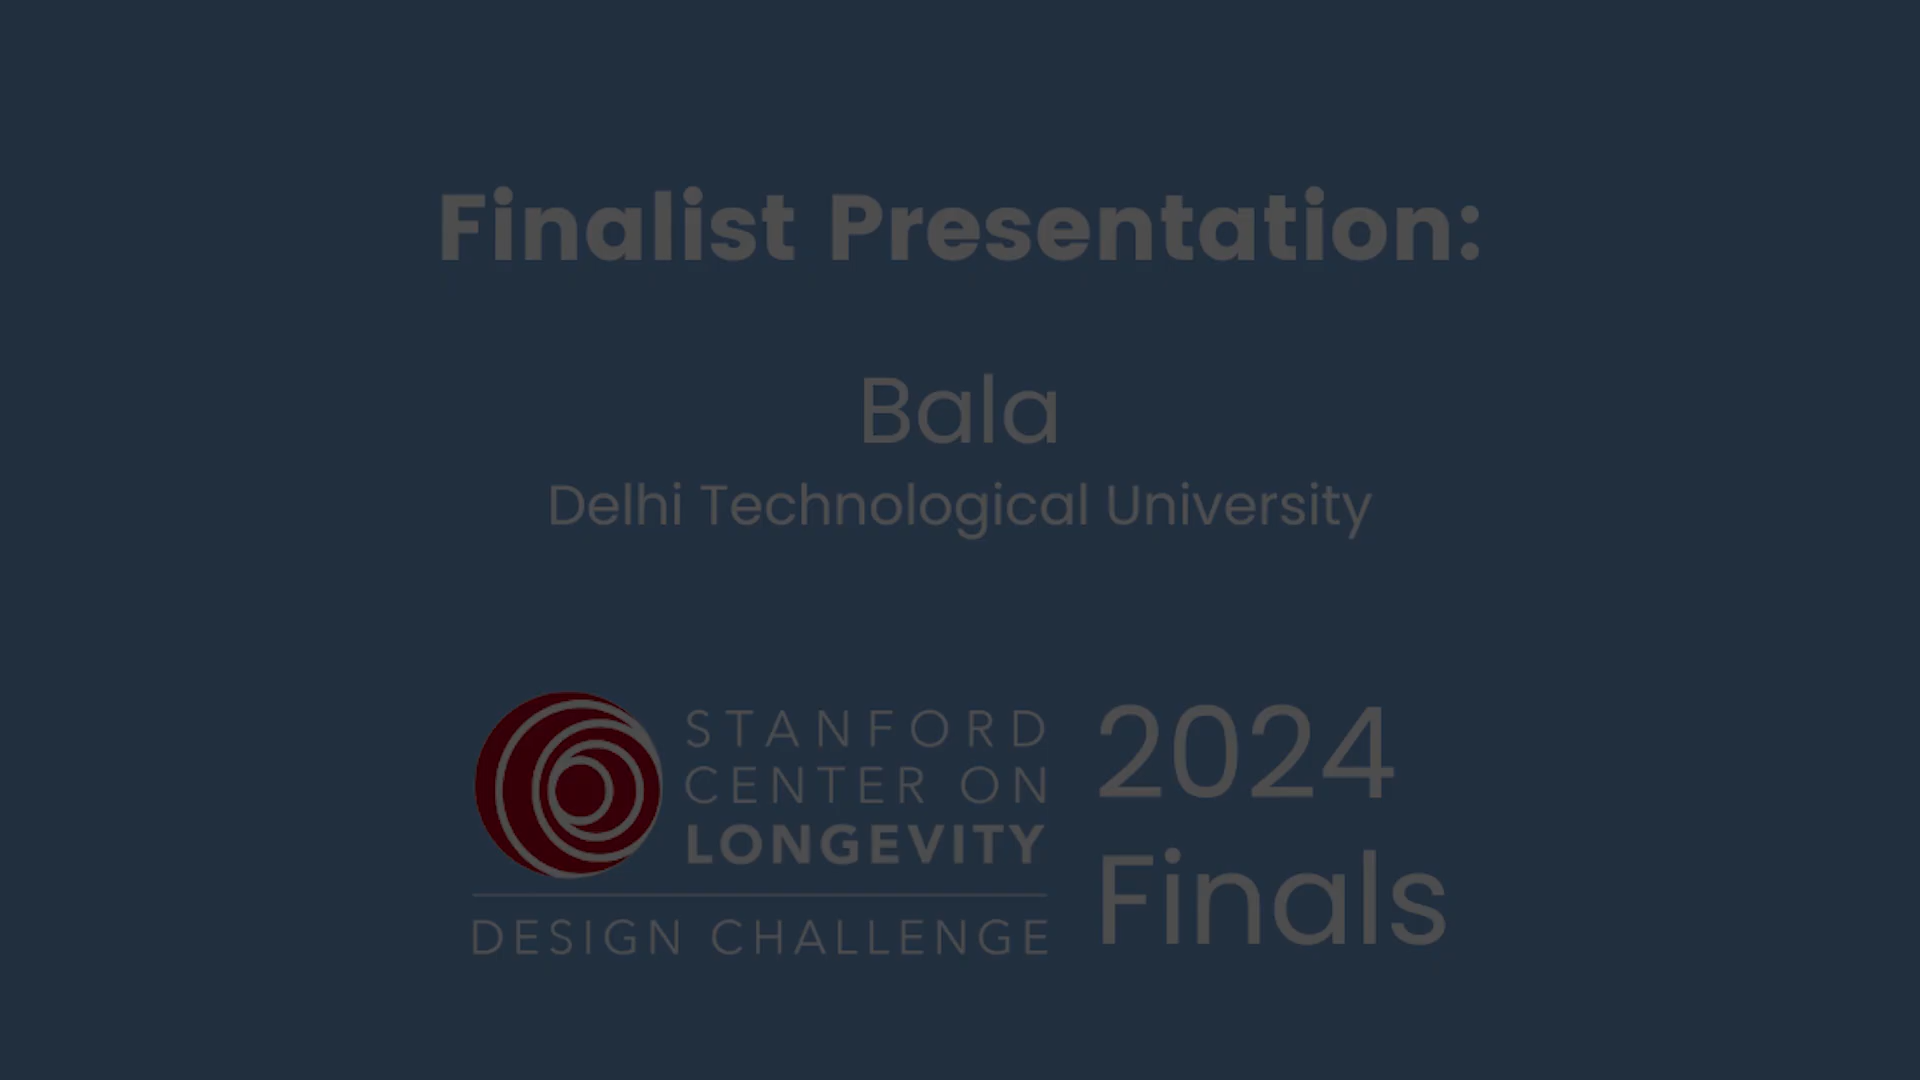 Finalist Presentation:
Bala
Delhi Technological University
STANFORD
CENTER ON
LONGEVITY
DESIGN CHALLENGE
2024
Finals